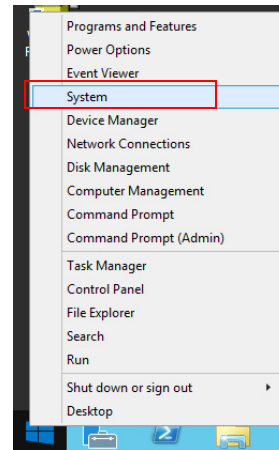 Programs and Features
Power Options
Event Viewer
System
Device Manager
Network Connections
Disk Management
Computer Management
Command Prompt
Command Prompt (Admin)
Task Manager
Control Panel
File Explorer
Search
Run
Shut down or sign out
Desktop